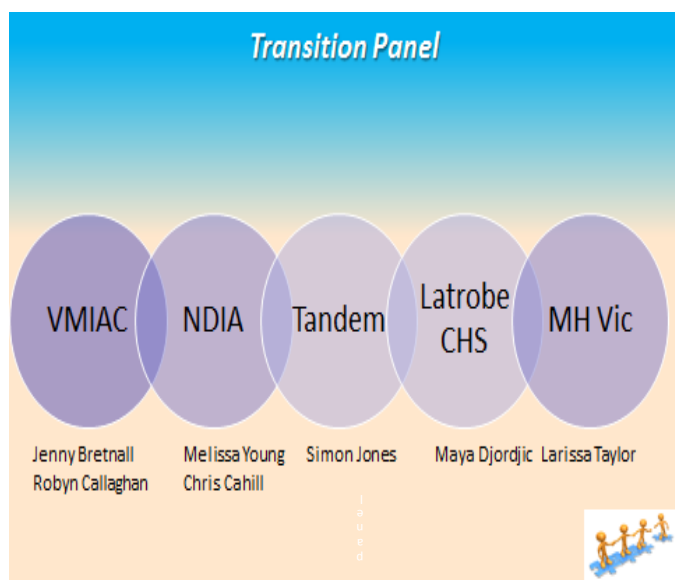 Transition Panel
VMIAC
NDIA
Tandem
Latrobe
CHS
MH Vic
Jenny Bretnall
Robyn Callaghan
Melissa Young
Chris Cahill
Simon Jones
Maya Djordjic
Larissa Taylor